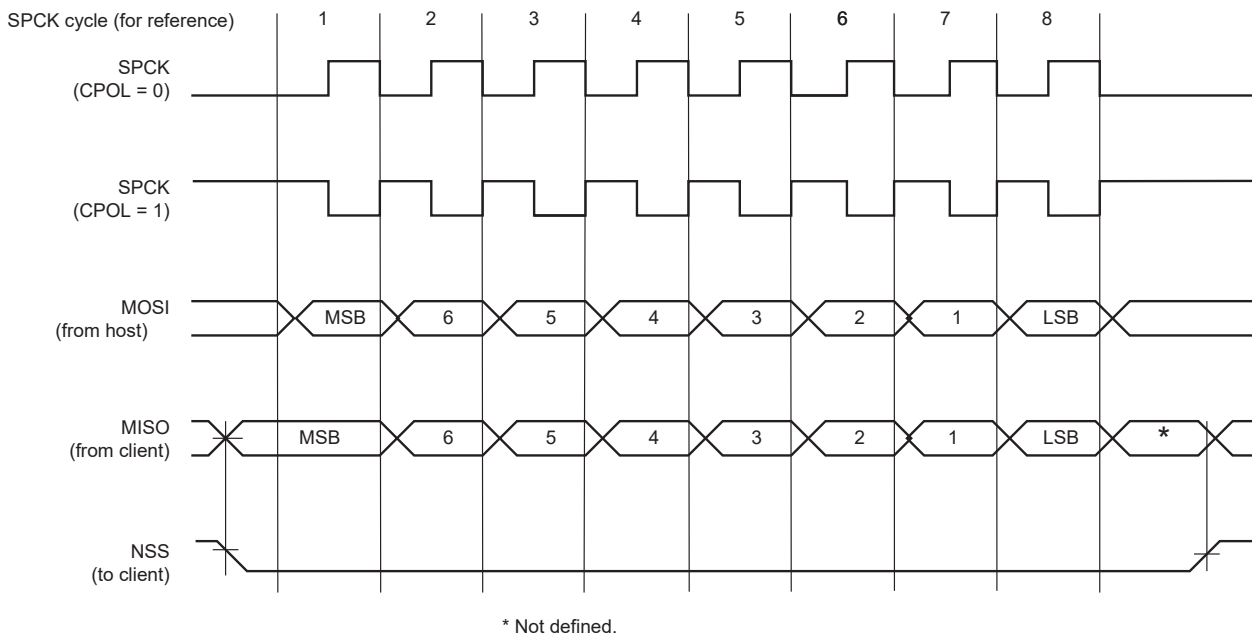 SPCK cycle (for reference) 1 2 3 4 5 6 7 8
SPCK
(CPOL = 0)
SPCK
(CPOL = 1)
MOSI
(from host)
MSB 6 5 4 3 2 1 LSB
MISO
(from client)
MSB 6 5 4 3 2 1 LSB *
NSS
(to client)
* Not defined.